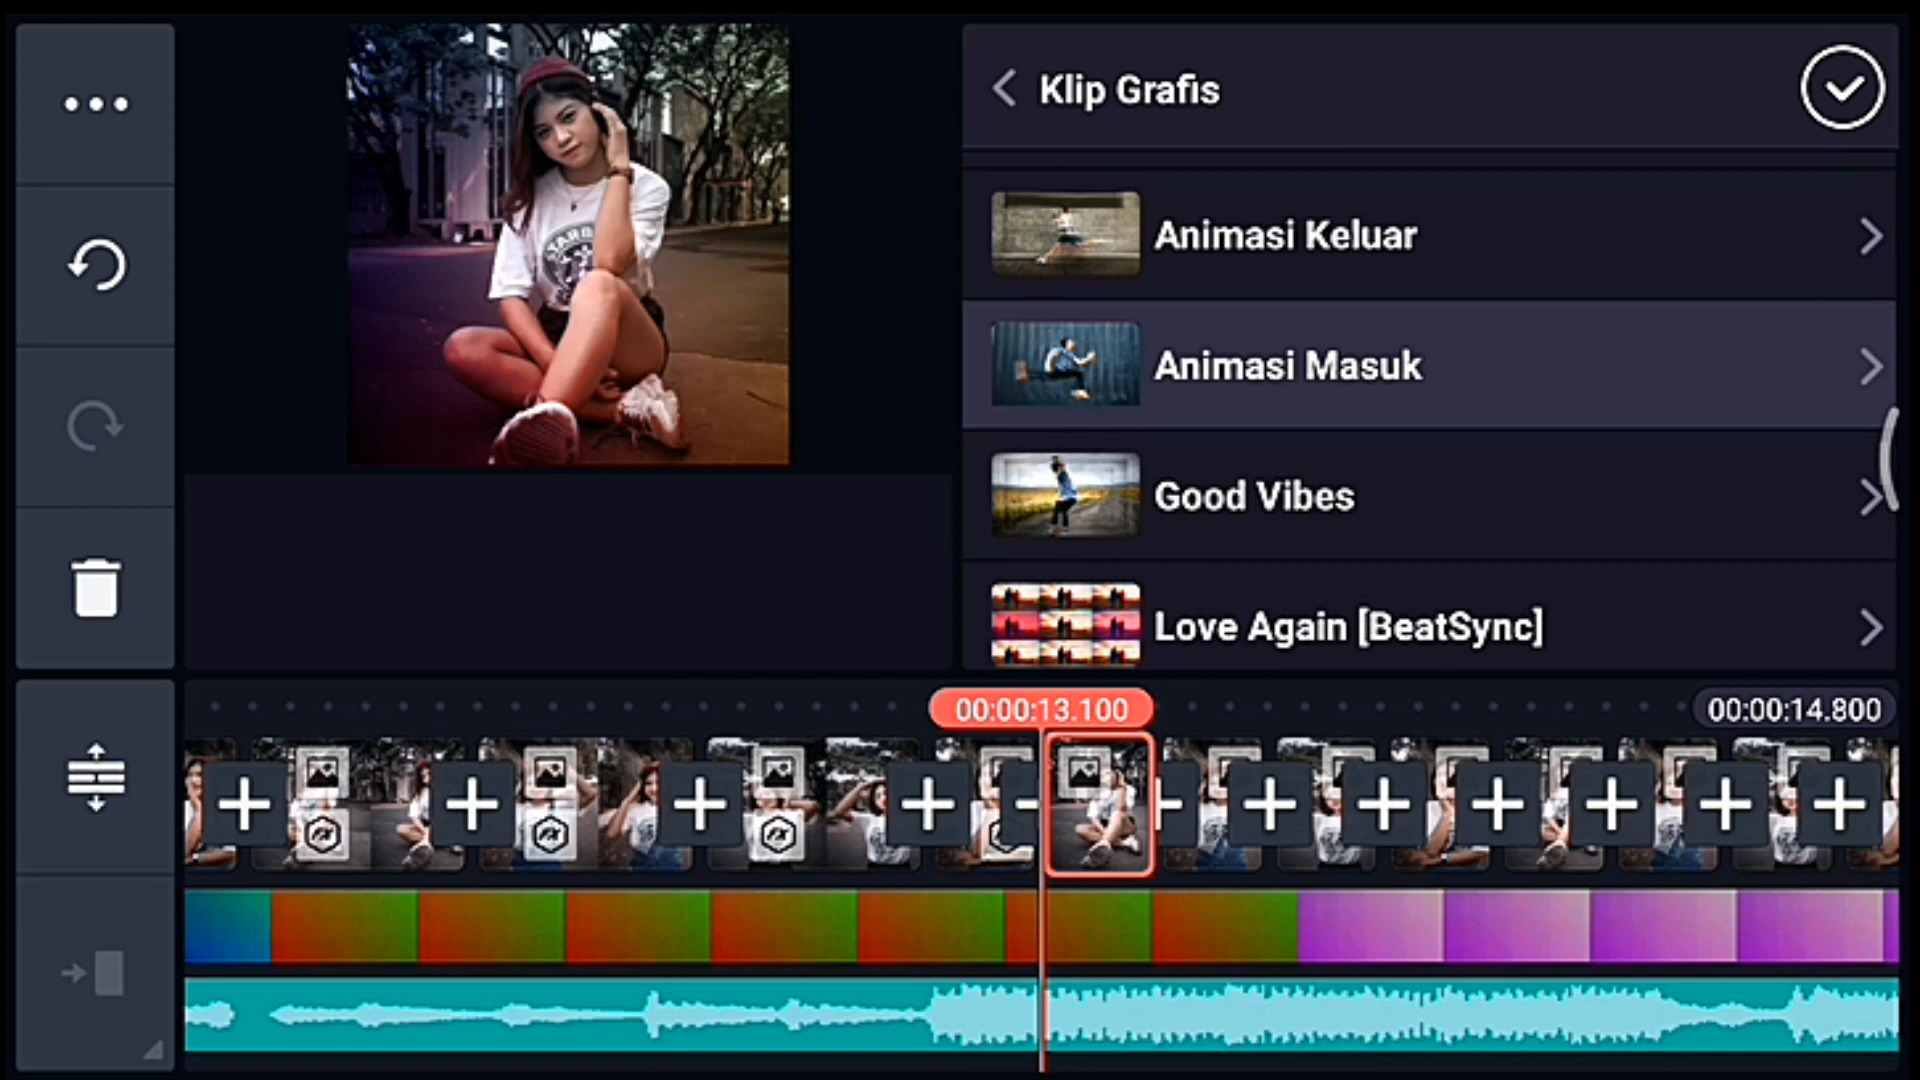 Klip Grafis
Animasi Keluar
Animasi Masuk
Good Vibes
Love Again [BeatSync]
00:00:13.100
00:00:14.800